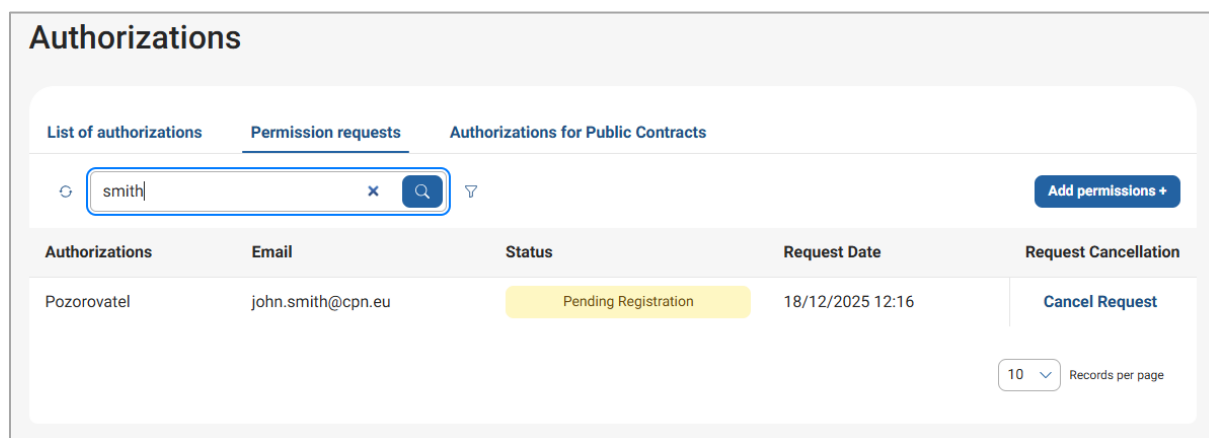 Authorizations
List of authorizations Permission requests Authorizations for Public Contracts
smith Add permissions +
Authorizations Email Status Request Date Request Cancellation
Pozorovatel john.smith@cpn.eu Pending Registration 18/12/2025 12:16 Cancel Request
10 Records per page